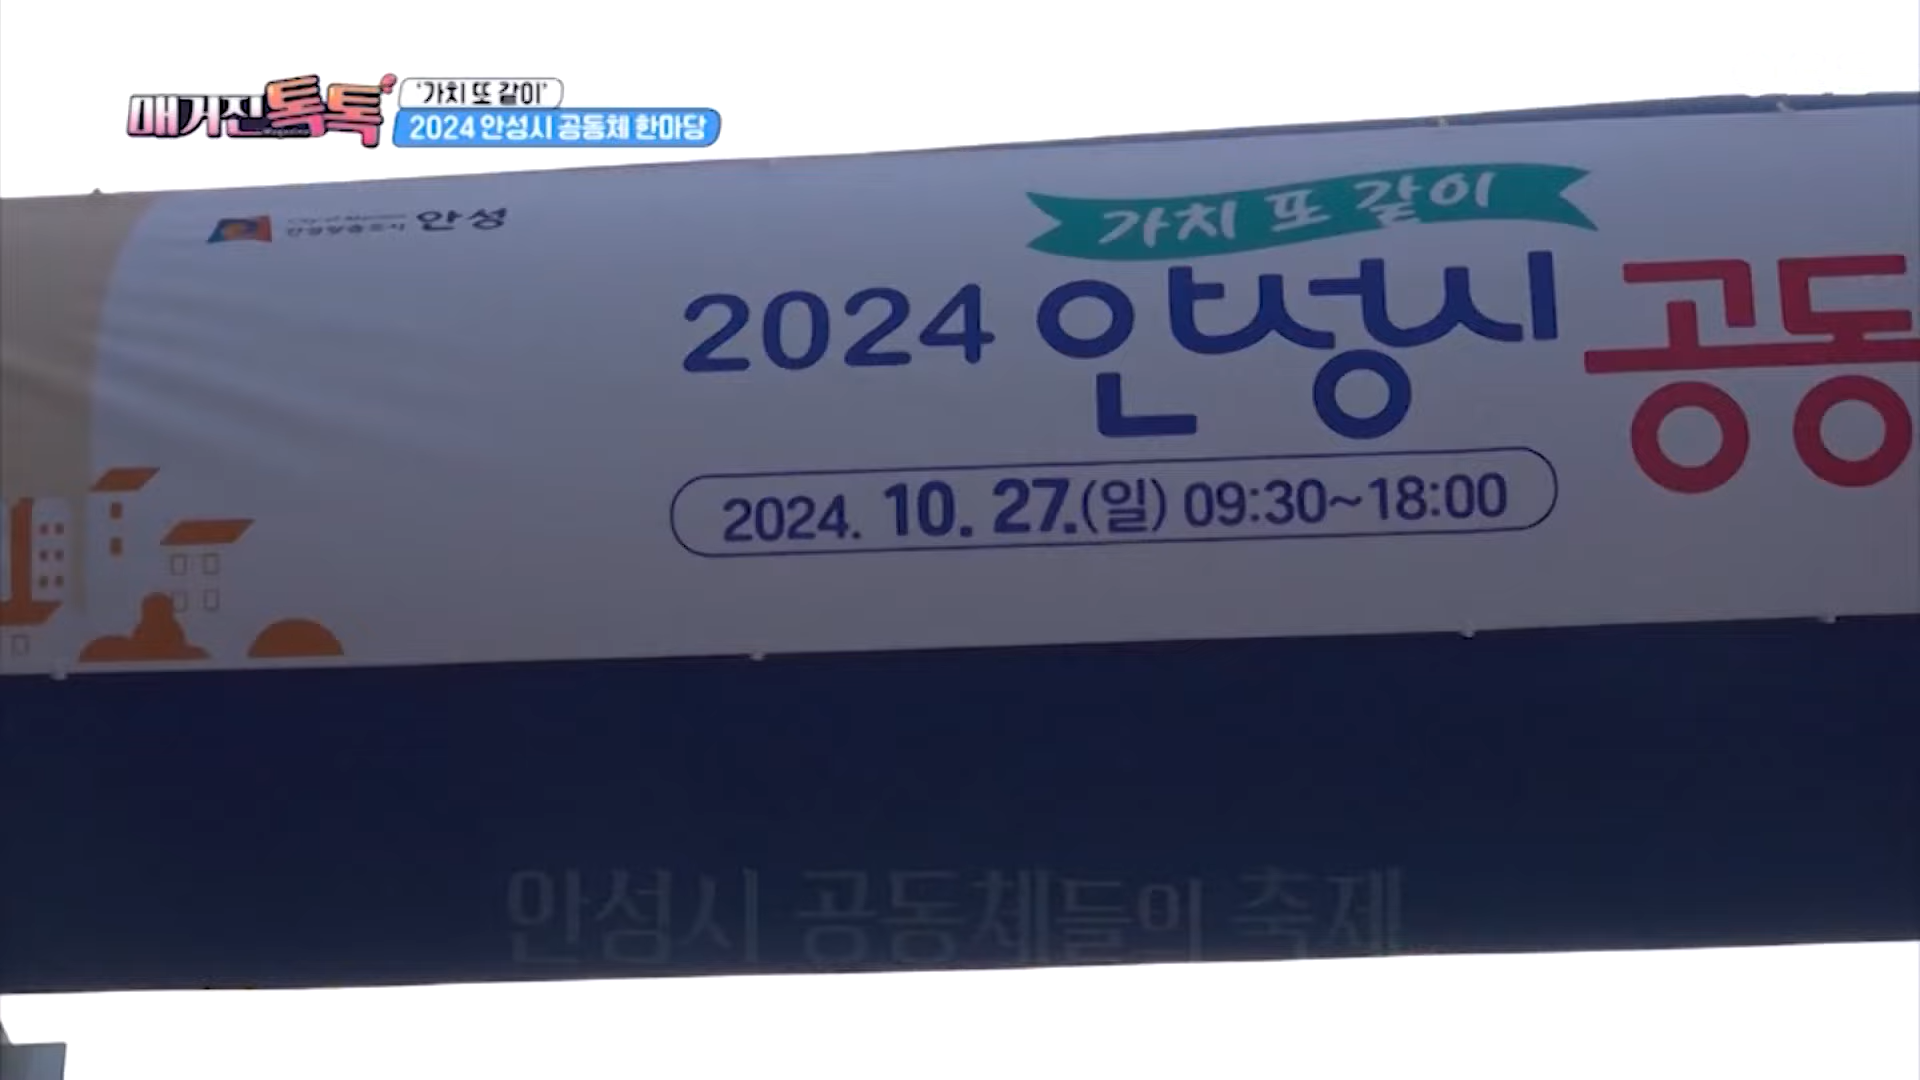 매거진톡톡
'가치 또 같이'
2024 안성시 공동체 한마당
안성
가치 또 같이
2024 안성시 공동
2024. 10. 27.(일) 09:30~18:00
안성시 공동체들의 축제